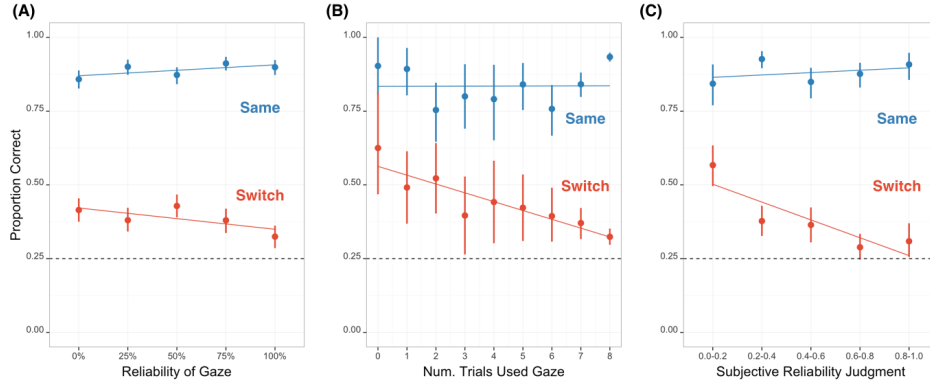 (A)
(B)
(C)
Proportion Correct
1.00
0.75
0.50
0.25
0.00
Same
Switch
0%
25%
50%
75%
100%
Reliability of Gaze
1.00
0.75
0.50
0.25
0.00
Same
Switch
0
1
2
3
4
5
6
7
8
Num. Trials Used Gaze
1.00
0.75
0.50
0.25
0.00
Same
Switch
0.0-0.2
0.2-0.4
0.4-0.6
0.6-0.8
0.8-1.0
Subjective Reliability Judgment